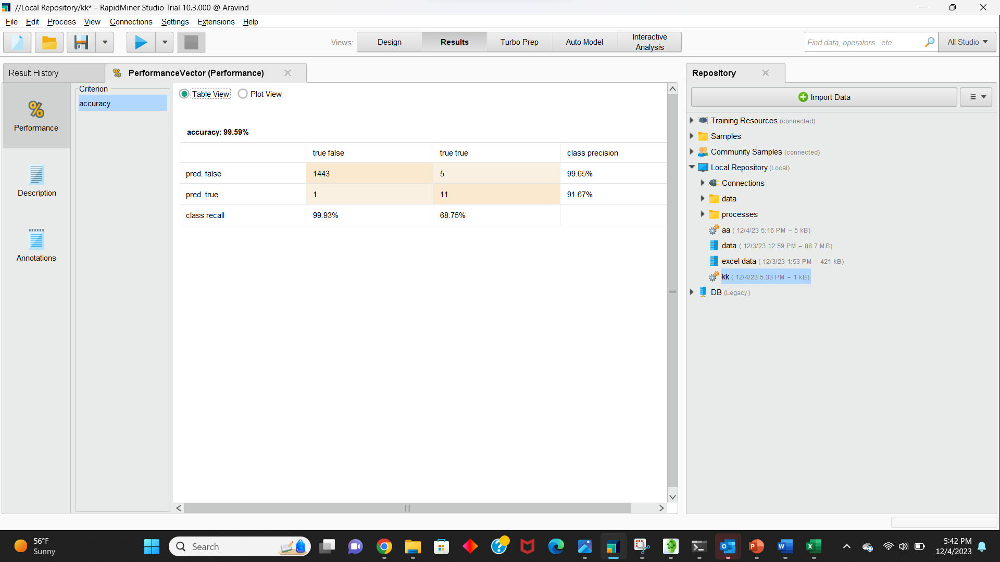 //Local Repository/kk* – RapidMiner Studio Trial 10.3.000 @ Aravind
File Edit Process View Connections Settings Extensions Help
Views: Design Results Turbo Prep Auto Model Interactive Analysis
Find data, operators...etc All Studio
Result History PerformanceVector (Performance)
Repository
Criterion
accuracy
Table View Plot View
Performance
Description
Annotations
accuracy: 99.59%
true false true true class precision
pred. false 1443 5 99.65%
pred. true 1 11 91.67%
class recall 99.93% 68.75%
Import Data
Training Resources (connected)
Samples
Community Samples (connected)
Local Repository (Local)
Connections
data
processes
aa ( 12/4/23 5:16 PM – 5 kB)
data ( 12/3/23 12:59 PM – 88.7 MB)
excel data ( 12/3/23 1:53 PM – 421 kB)
kk ( 12/4/23 5:33 PM – 1 kB)
DB (Legacy)
56°F
Sunny
Search
5:42 PM
12/4/2023